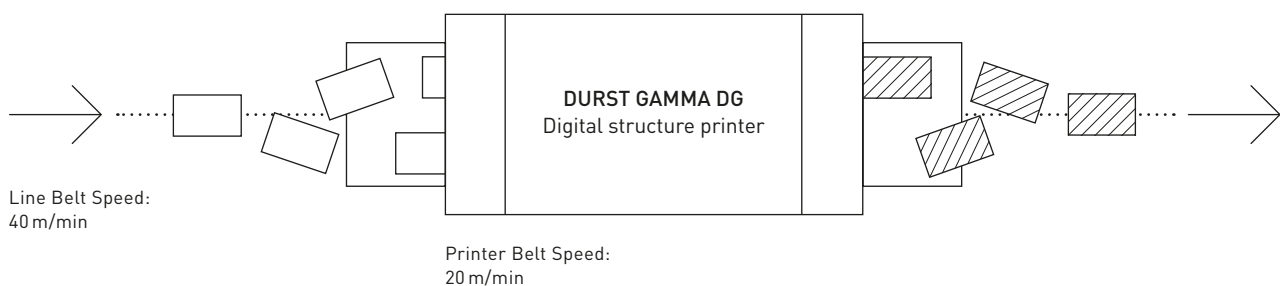 DURST GAMMA DG
Digital structure printer
Line Belt Speed:
40 m/min
Printer Belt Speed:
20 m/min